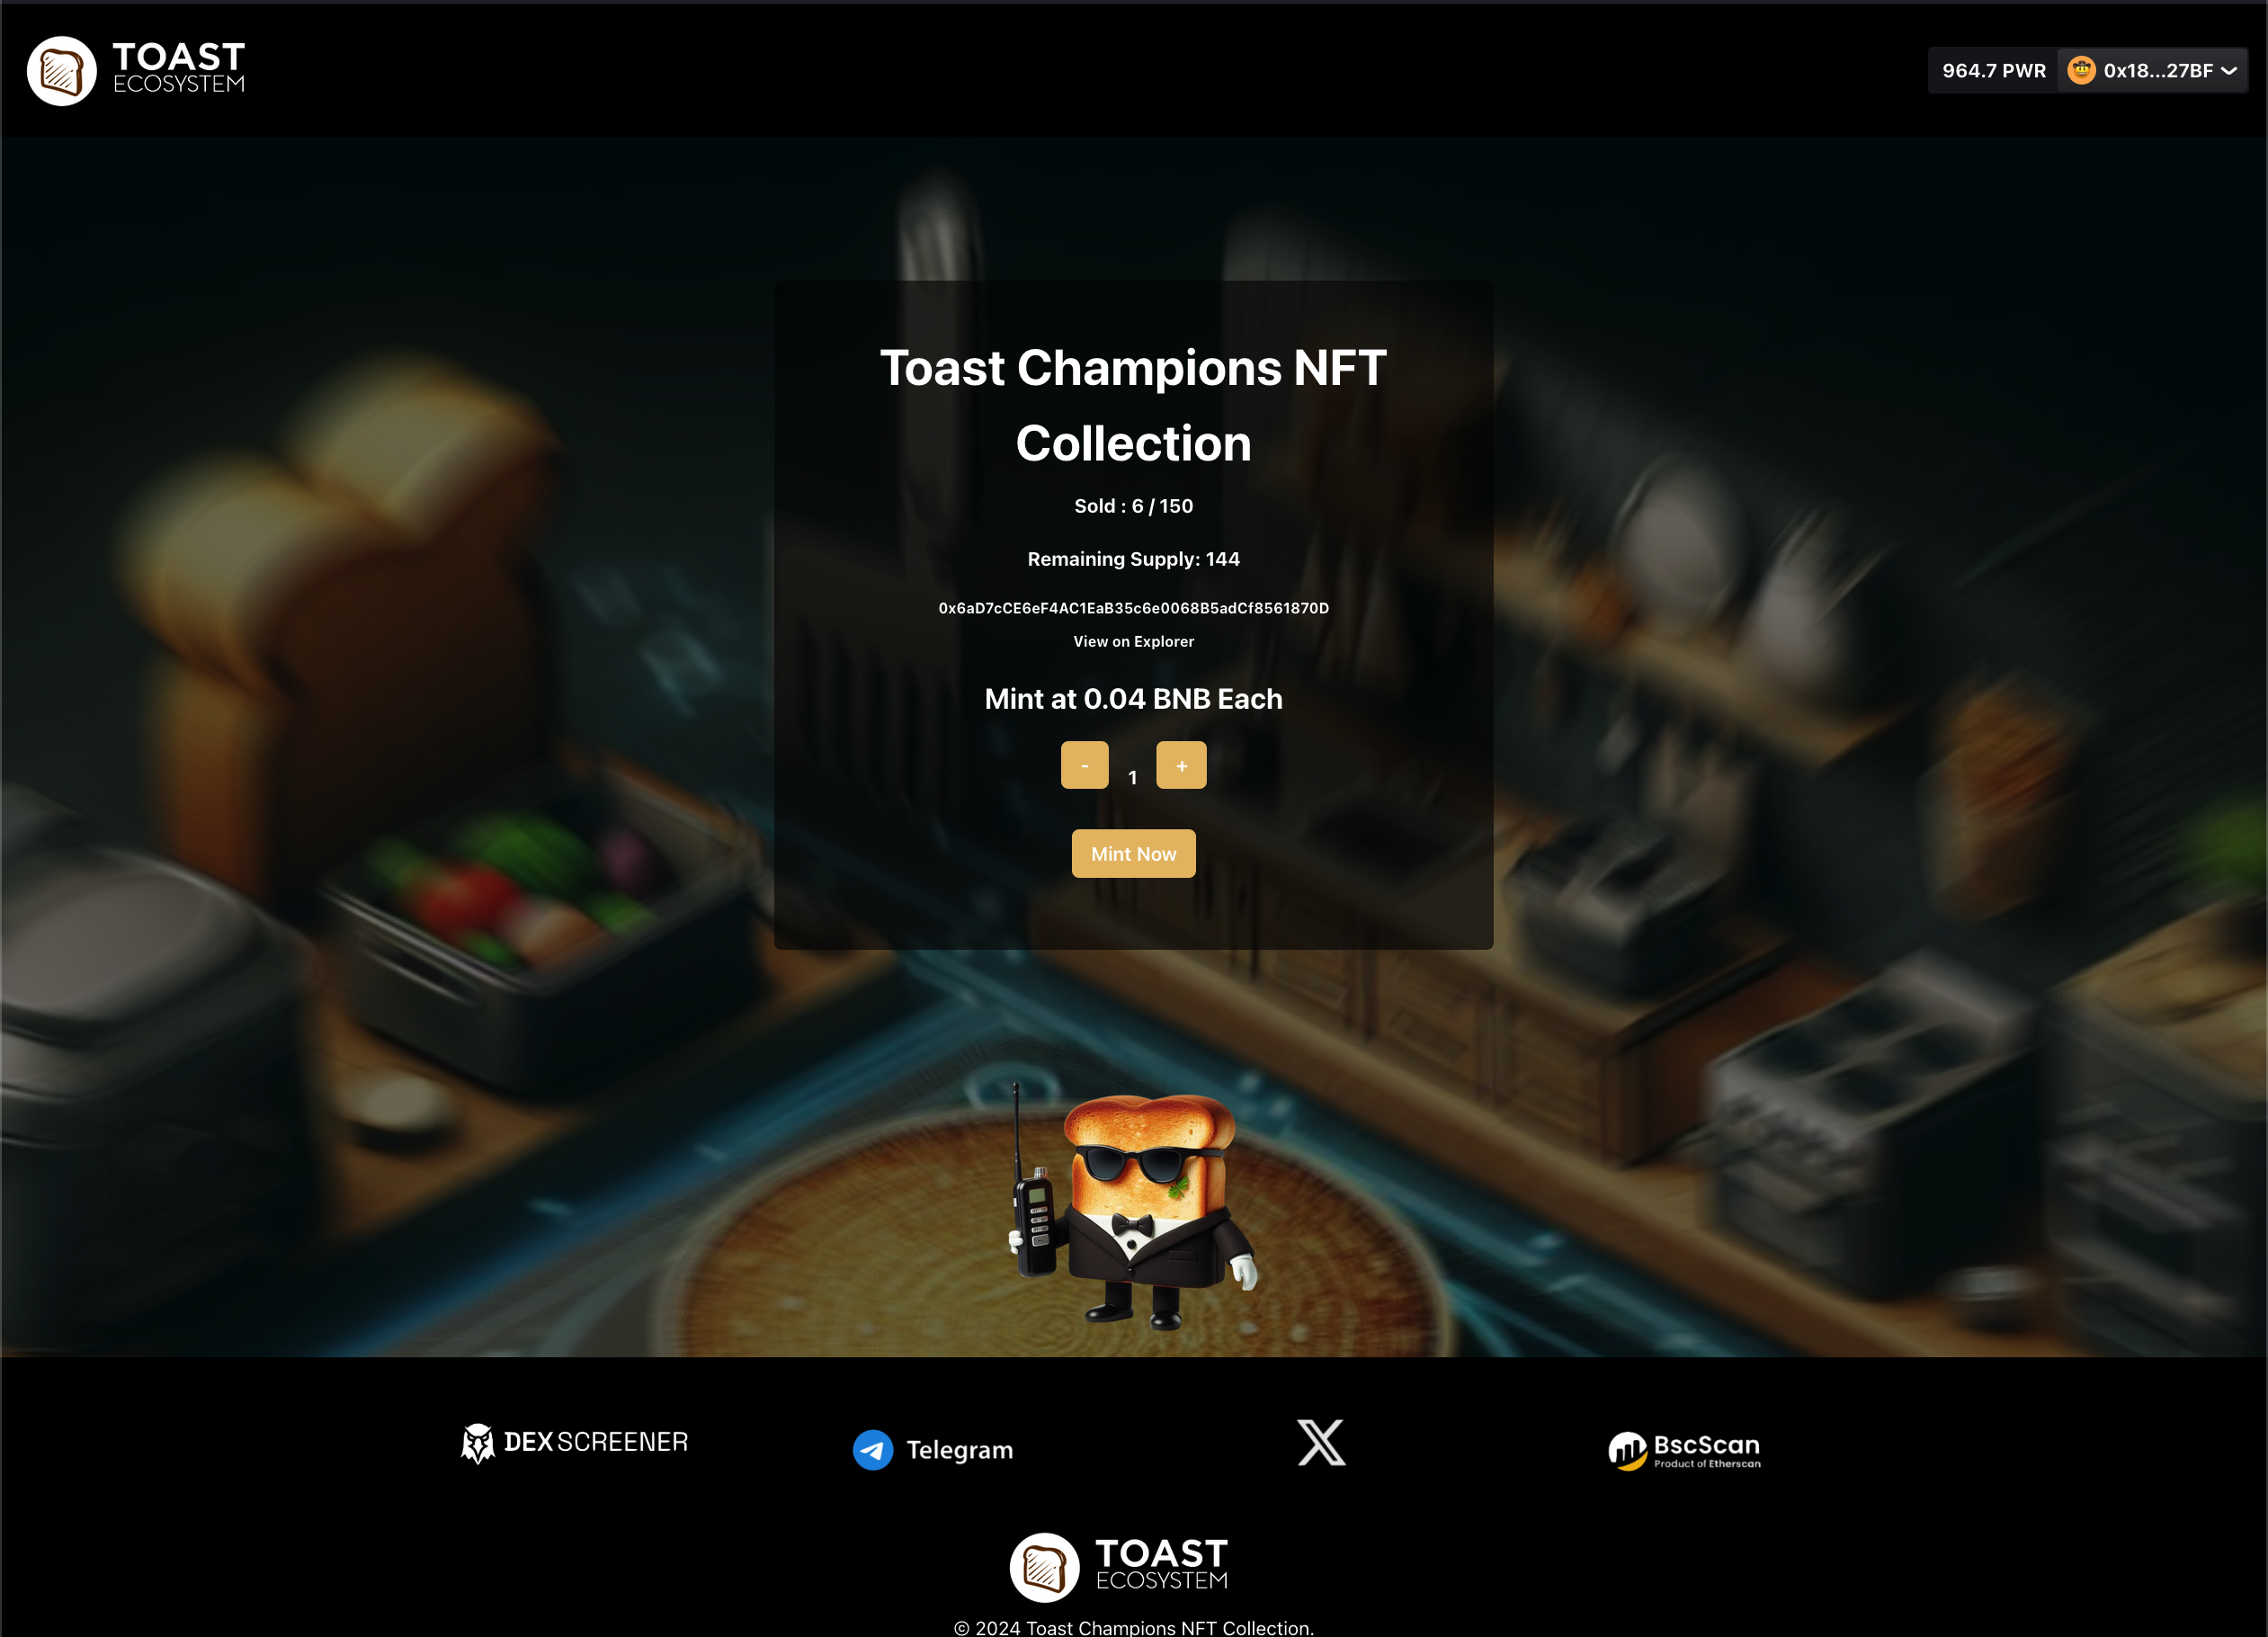 TOAST
ECOSYSTEM
964.7 PWR
0x18...27BF
Toast Champions NFT
Collection
Sold : 6 / 150
Remaining Supply: 144
0x6aD7cCE6eF4AC1EaB35c6e0068B5adCf8561870D
View on Explorer
Mint at 0.04 BNB Each
- 1 +
Mint Now
DEX SCREENER
Telegram
X
BscScan
Product of Etherscan
TOAST
ECOSYSTEM
© 2024 Toast Champions NFT Collection.